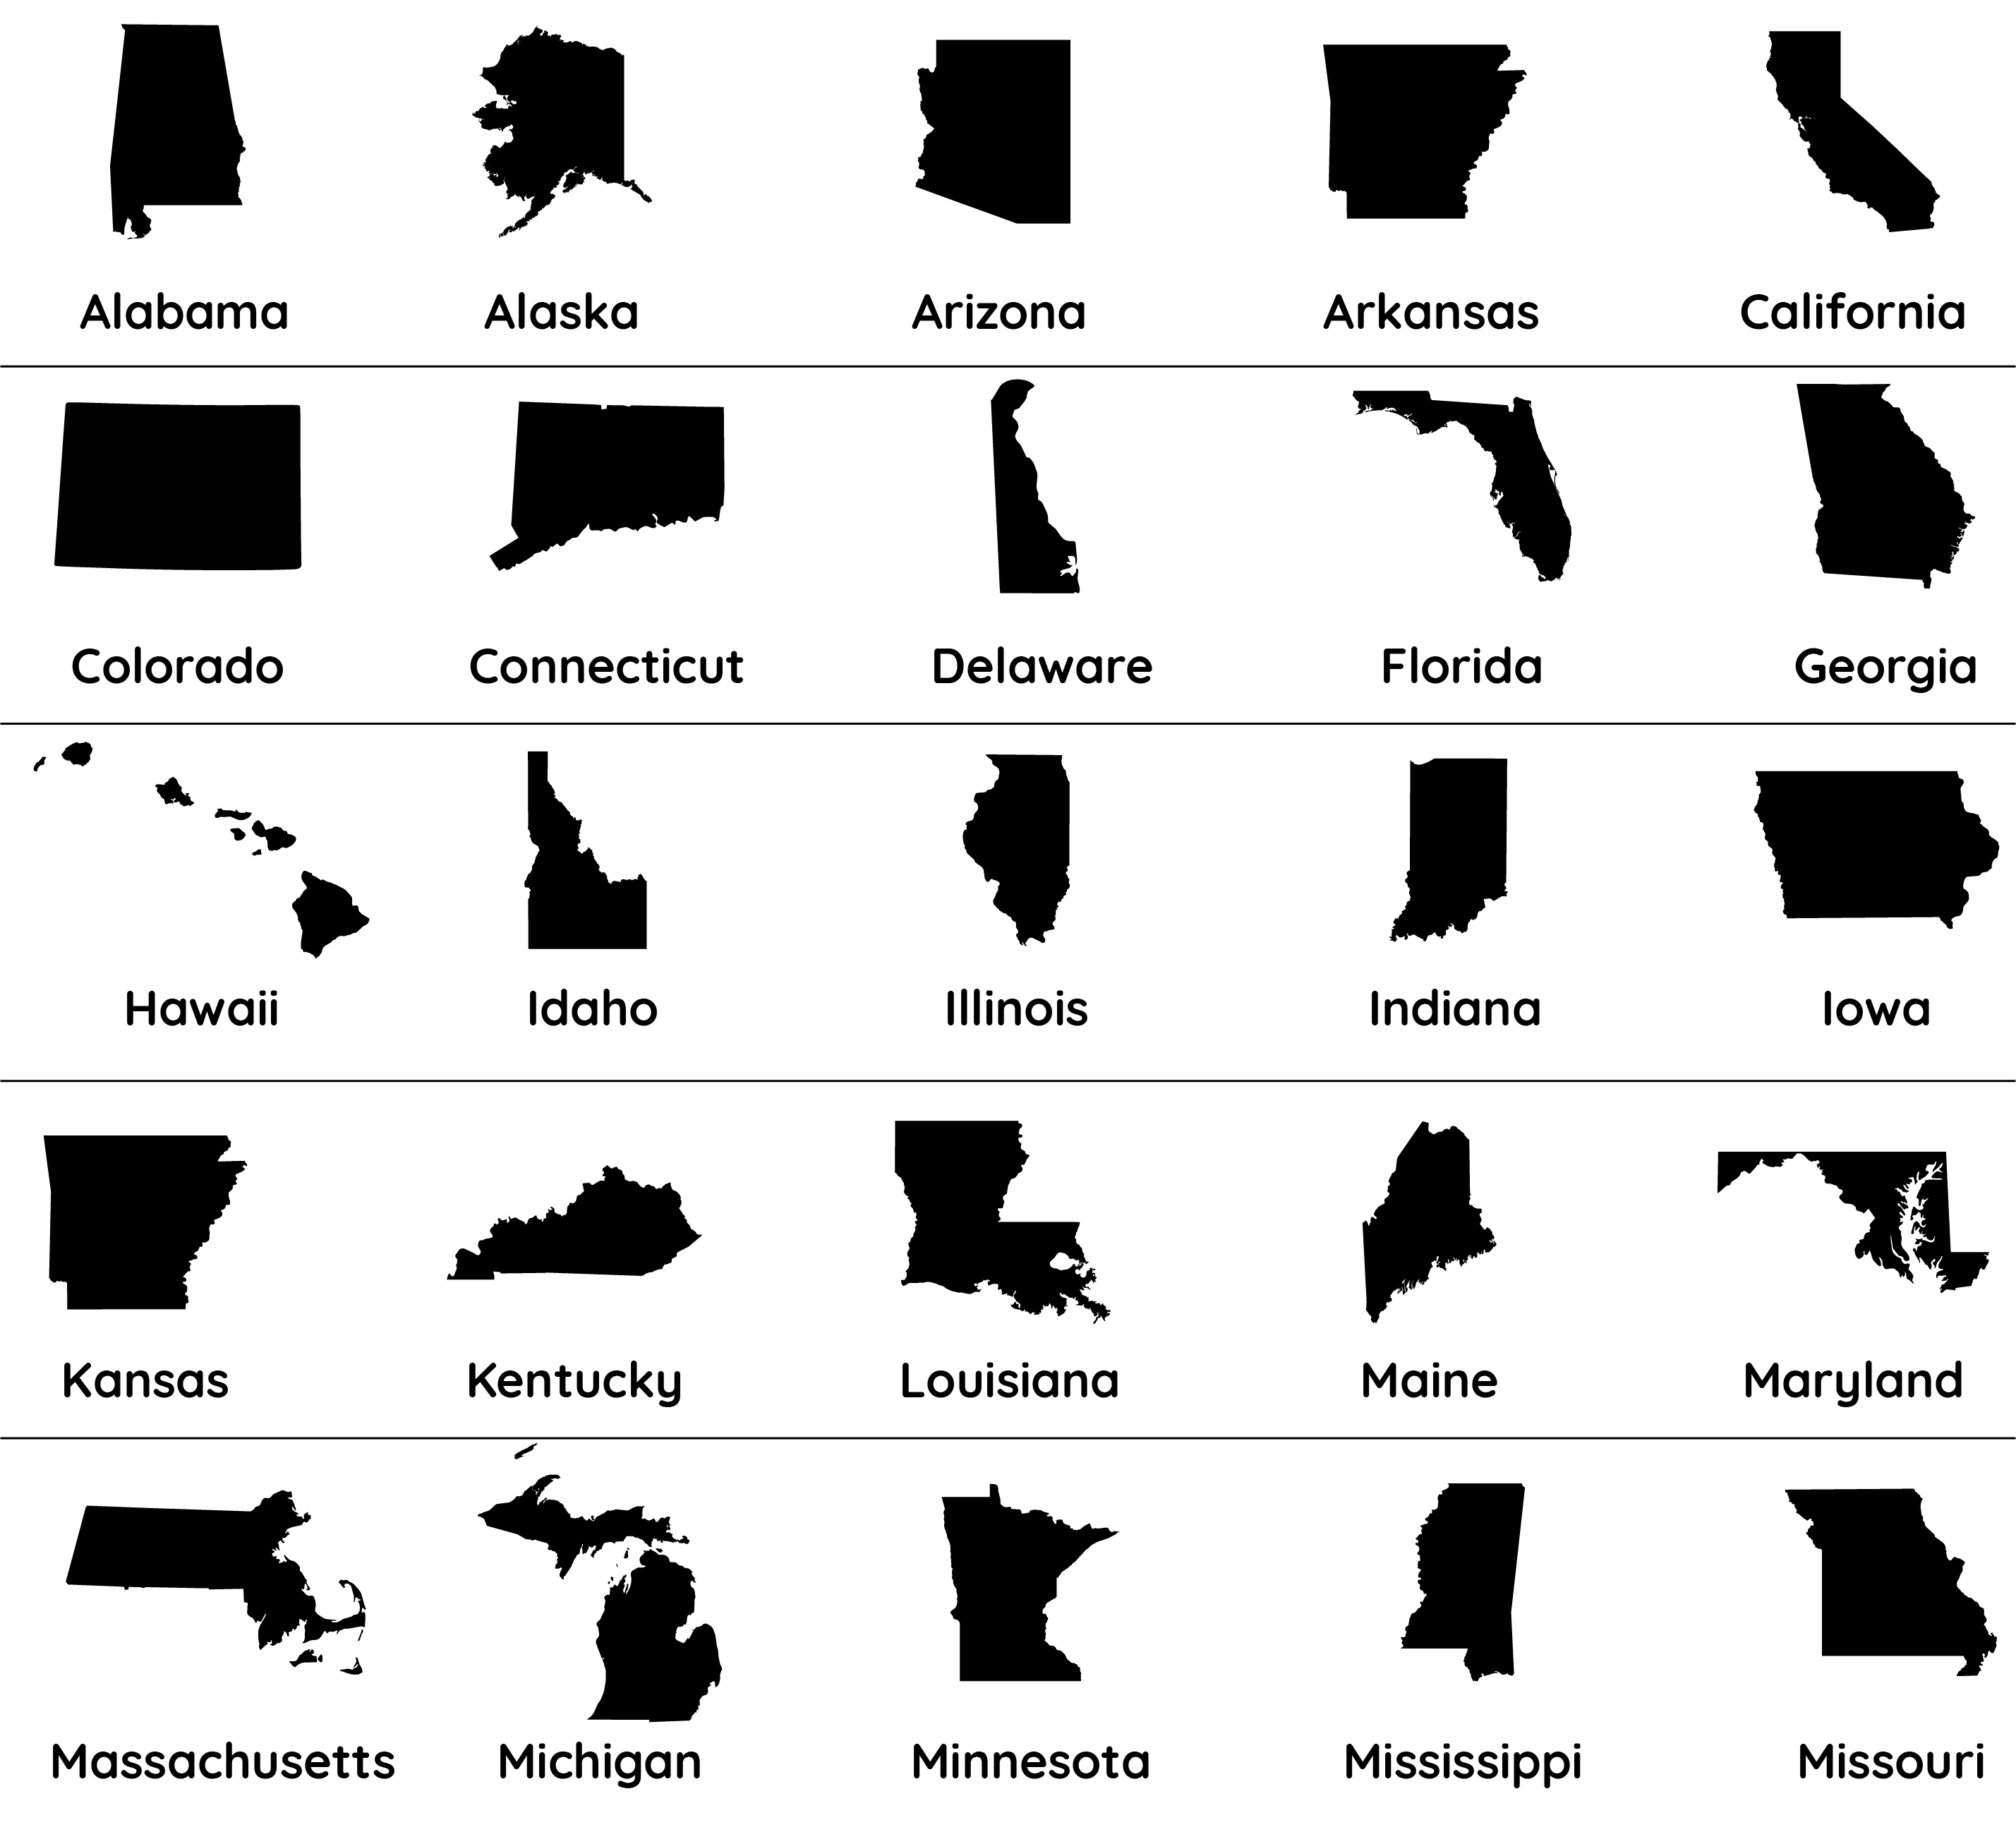 Alabama Alaska Arizona Arkansas California
Colorado Connecticut Delaware Florida Georgia
Hawaii Idaho Illinois Indiana Iowa
Kansas Kentucky Louisiana Maine Maryland
Massachusetts Michigan Minnesota Mississippi Missouri